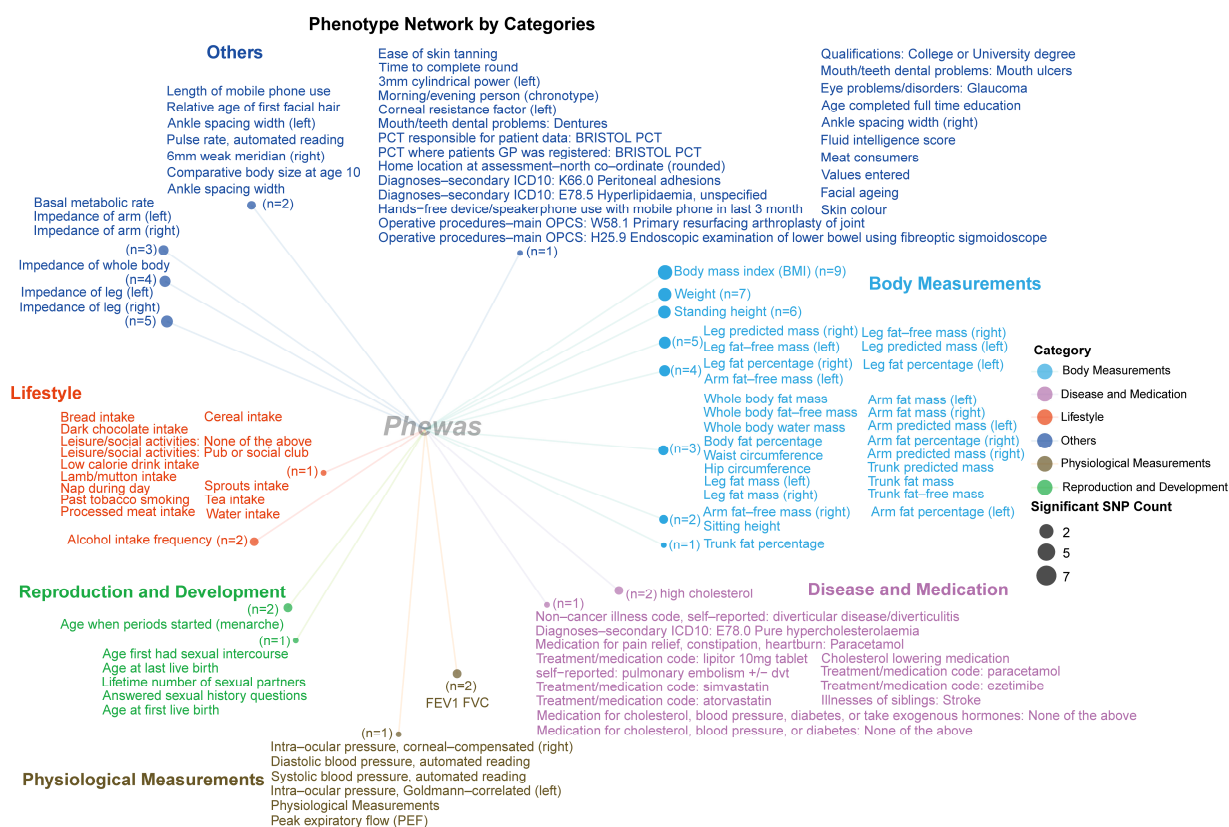 Phenotype Network by Categories
Others
Length of mobile phone use
Relative age of first facial hair
Ankle spacing width (left)
Pulse rate, automated reading
6mm weak meridian (right)
Comparative body size at age 10
Ankle spacing width
(n=2)
Ease of skin tanning
Time to complete round
3mm cylindrical power (left)
Morning/evening person (chronotype)
Corneal resistance factor (left)
Mouth/teeth dental problems: Dentures
PCT responsible for patient data: BRISTOL PCT
PCT where patients GP was registered: BRISTOL PCT
Home location at assessment–north co–ordinate (rounded)
Diagnoses–secondary ICD10: K66.0 Peritoneal adhesions
Diagnoses–secondary ICD10: E78.5 Hyperlipidaemia, unspecified
Hands–free device/speakerphone use with mobile phone in last 3 month
Operative procedures–main OPCS: W58.1 Primary resurfacing arthroplasty of joint
Operative procedures–main OPCS: H25.9 Endoscopic examination of lower bowel using fibreoptic sigmoidoscope
(n=1)
Qualifications: College or University degree
Mouth/teeth dental problems: Mouth ulcers
Eye problems/disorders: Glaucoma
Age completed full time education
Ankle spacing width (right)
Fluid intelligence score
Meat consumers
Values entered
Facial ageing
Skin colour
Basal metabolic rate
Impedance of arm (left)
Impedance of arm (right)
(n=3)
Impedance of whole body
(n=4)
Impedance of leg (left)
Impedance of leg (right)
(n=5)
Body Measurements
Body mass index (BMI) (n=9)
Weight (n=7)
Standing height (n=6)
(n=5)
Leg predicted mass (right) Leg fat–free mass (right)
Leg fat–free mass (left) Leg predicted mass (left)
(n=4)
Leg fat percentage (right) Leg fat percentage (left)
Arm fat–free mass (left)
(n=3)
Whole body fat mass
Whole body fat–free mass
Whole body water mass
Body fat percentage
Waist circumference
Hip circumference
Leg fat mass (left)
Leg fat mass (right)
Arm fat mass (left)
Arm fat mass (right)
Arm predicted mass (left)
Arm fat percentage (right)
Arm predicted mass (right)
Trunk predicted mass
Trunk fat mass
Trunk fat–free mass
(n=2)
Arm fat–free mass (right) Arm fat percentage (left)
Sitting height
(n=1) Trunk fat percentage
Category
Body Measurements
Disease and Medication
Lifestyle
Others
Physiological Measurements
Reproduction and Development
Significant SNP Count
2
5
7
Phewas
Lifestyle
Bread intake
Dark chocolate intake
Leisure/social activities: None of the above
Leisure/social activities: Pub or social club
Low calorie drink intake
Lamb/mutton intake
Nap during day
Past tobacco smoking
Processed meat intake
Cereal intake
Sprouts intake
Tea intake
Water intake
(n=1)
Alcohol intake frequency (n=2)
Reproduction and Development
(n=2)
Age when periods started (menarche)
(n=1)
Age first had sexual intercourse
Age at last live birth
Lifetime number of sexual partners
Answered sexual history questions
Age at first live birth
Disease and Medication
(n=2) high cholesterol
(n=1)
Non–cancer illness code, self–reported: diverticular disease/diverticulitis
Diagnoses–secondary ICD10: E78.0 Pure hypercholesterolaemia
Medication for pain relief, constipation, heartburn: Paracetamol
Treatment/medication code: lipitor 10mg tablet Cholesterol lowering medication
self–reported: pulmonary embolism +/− dvt Treatment/medication code: paracetamol
Treatment/medication code: simvastatin Treatment/medication code: ezetimibe
Treatment/medication code: atorvastatin Illnesses of siblings: Stroke
Medication for cholesterol, blood pressure, diabetes, or take exogenous hormones: None of the above
Medication for cholesterol, blood pressure, or diabetes: None of the above
(n=2)
FEV1 FVC
(n=1)
Physiological Measurements
Intra–ocular pressure, corneal–compensated (right)
Diastolic blood pressure, automated reading
Systolic blood pressure, automated reading
Intra–ocular pressure, Goldmann–correlated (left)
Physiological Measurements
Peak expiratory flow (PEF)